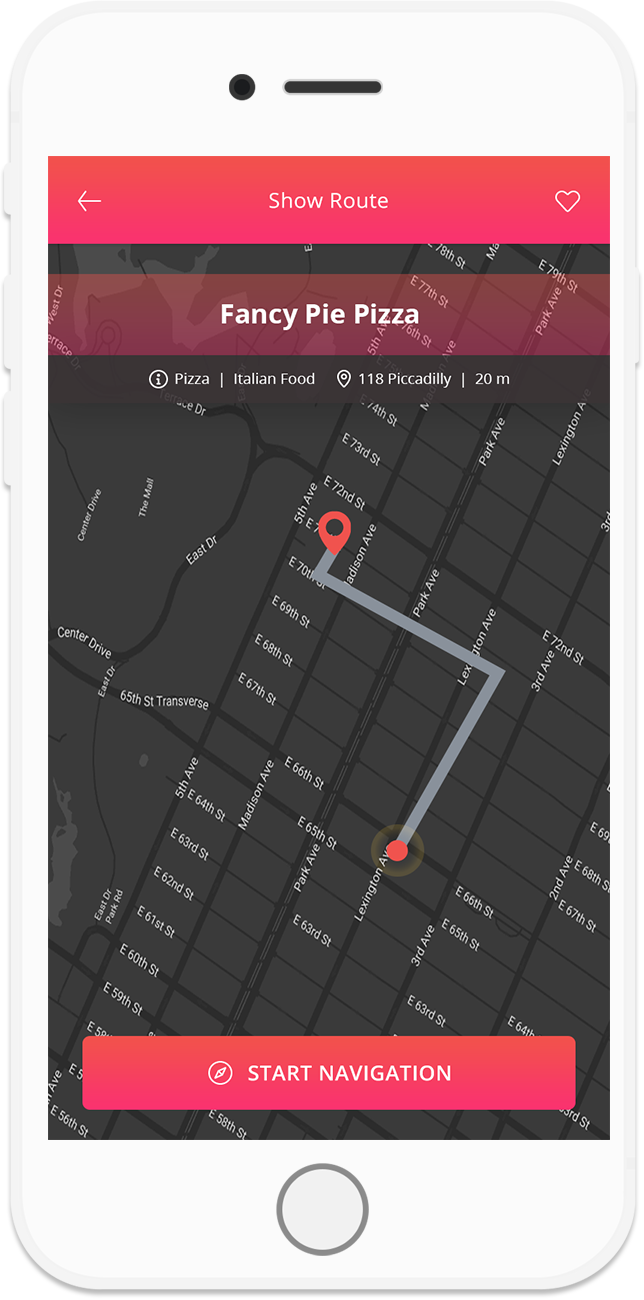 Show Route
E 78th St
E 79th St
West Dr
E 77th St
Park Ave
Fancy Pie Pizza
5th Ave
E 76th St
Pizza | Italian Food 118 Piccadilly | 20 m
Terrace Dr
E 74th St
Lexington Ave
Park Ave
E 73rd St
E 72nd St
5th Ave
Center Drive
The Mall
East Dr
E 70th St
Park Ave
E 69th St
Lexington Ave
Center Drive
E 68th St
E 72nd St
3rd Ave
East Dr
E 67th St
65th St Transverse
5th Ave
Madison Ave
E 66th St
E 64th St
E 65th St
E 63rd St
Park Ave
Lexington Ave
E 62nd St
2nd Ave
E 68th St
East Dr
Park Rd
E 61st St
E 66th St
E 67th St
E 63rd St
3rd Ave
E 65th St
E 60th St
E 59th St
E 63rd St
START NAVIGATION
E 56th St
E 58th St